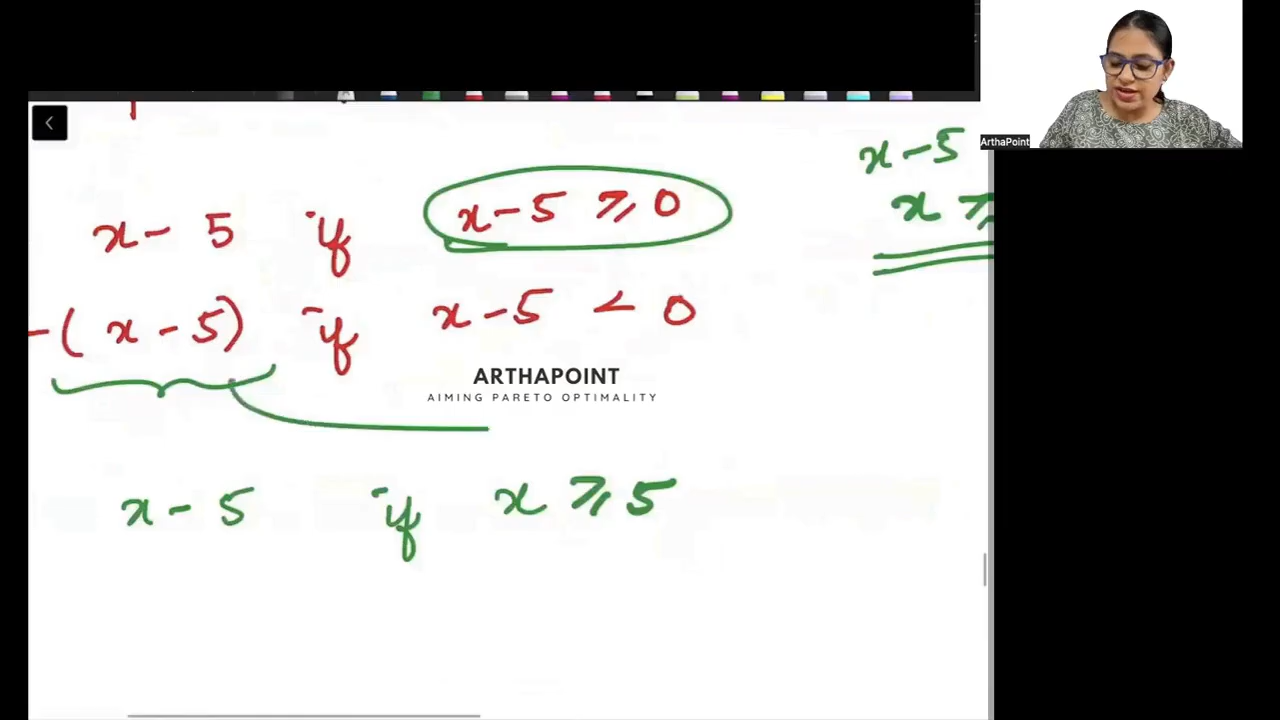 x - 5
x ⩾
x - 5 if x - 5 ⩾ 0
-(x - 5) if x - 5 < 0
x - 5 if x ⩾ 5
ARTHAPOINT
AIMING PARETO OPTIMALITY
ArthaPoint